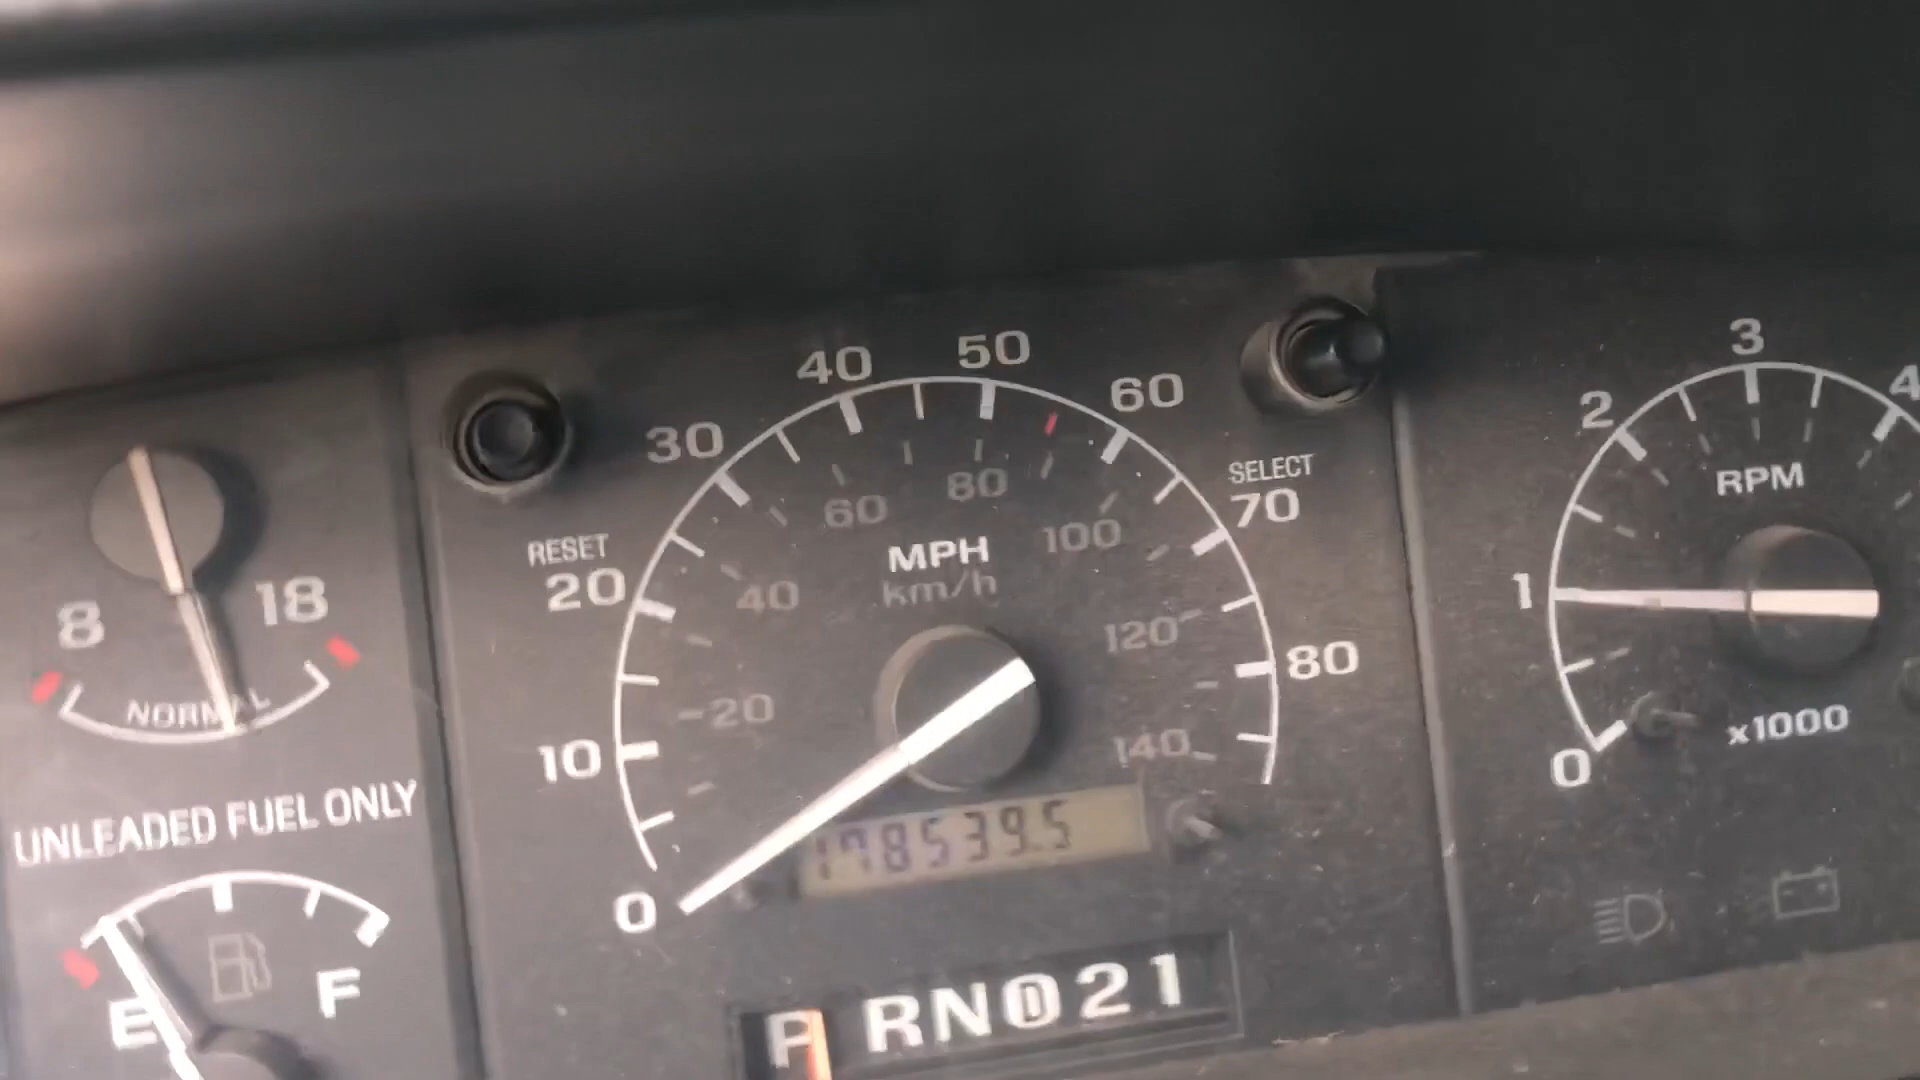 8 18
NORMAL
UNLEADED FUEL ONLY
E F
RESET
SELECT
0 10 20 30 40 50 60 70 80
20 40 60 80 100 120 140
MPH
km/h
178539.5
P R N D 2 1
0 1 2 3 4
RPM
x1000